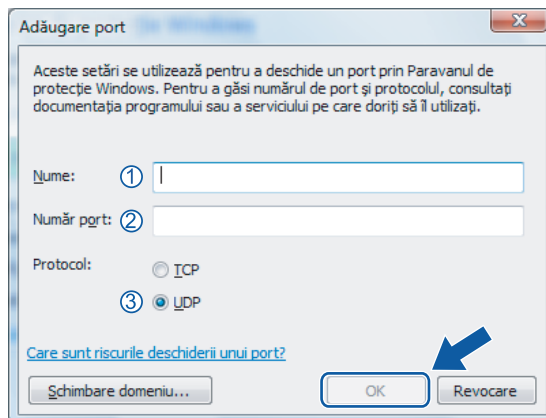 Adăugare port
Aceste setări se utilizează pentru a deschide un port prin Paravanul de
protecție Windows. Pentru a găsi numărul de port și protocolul, consultați
documentația programului sau a serviciului pe care doriți să îl utilizați.
Nume: ①
Număr port: ②
Protocol: TCP
③ UDP
Care sunt riscurile deschiderii unui port?
Schimbare domeniu... OK Revocare